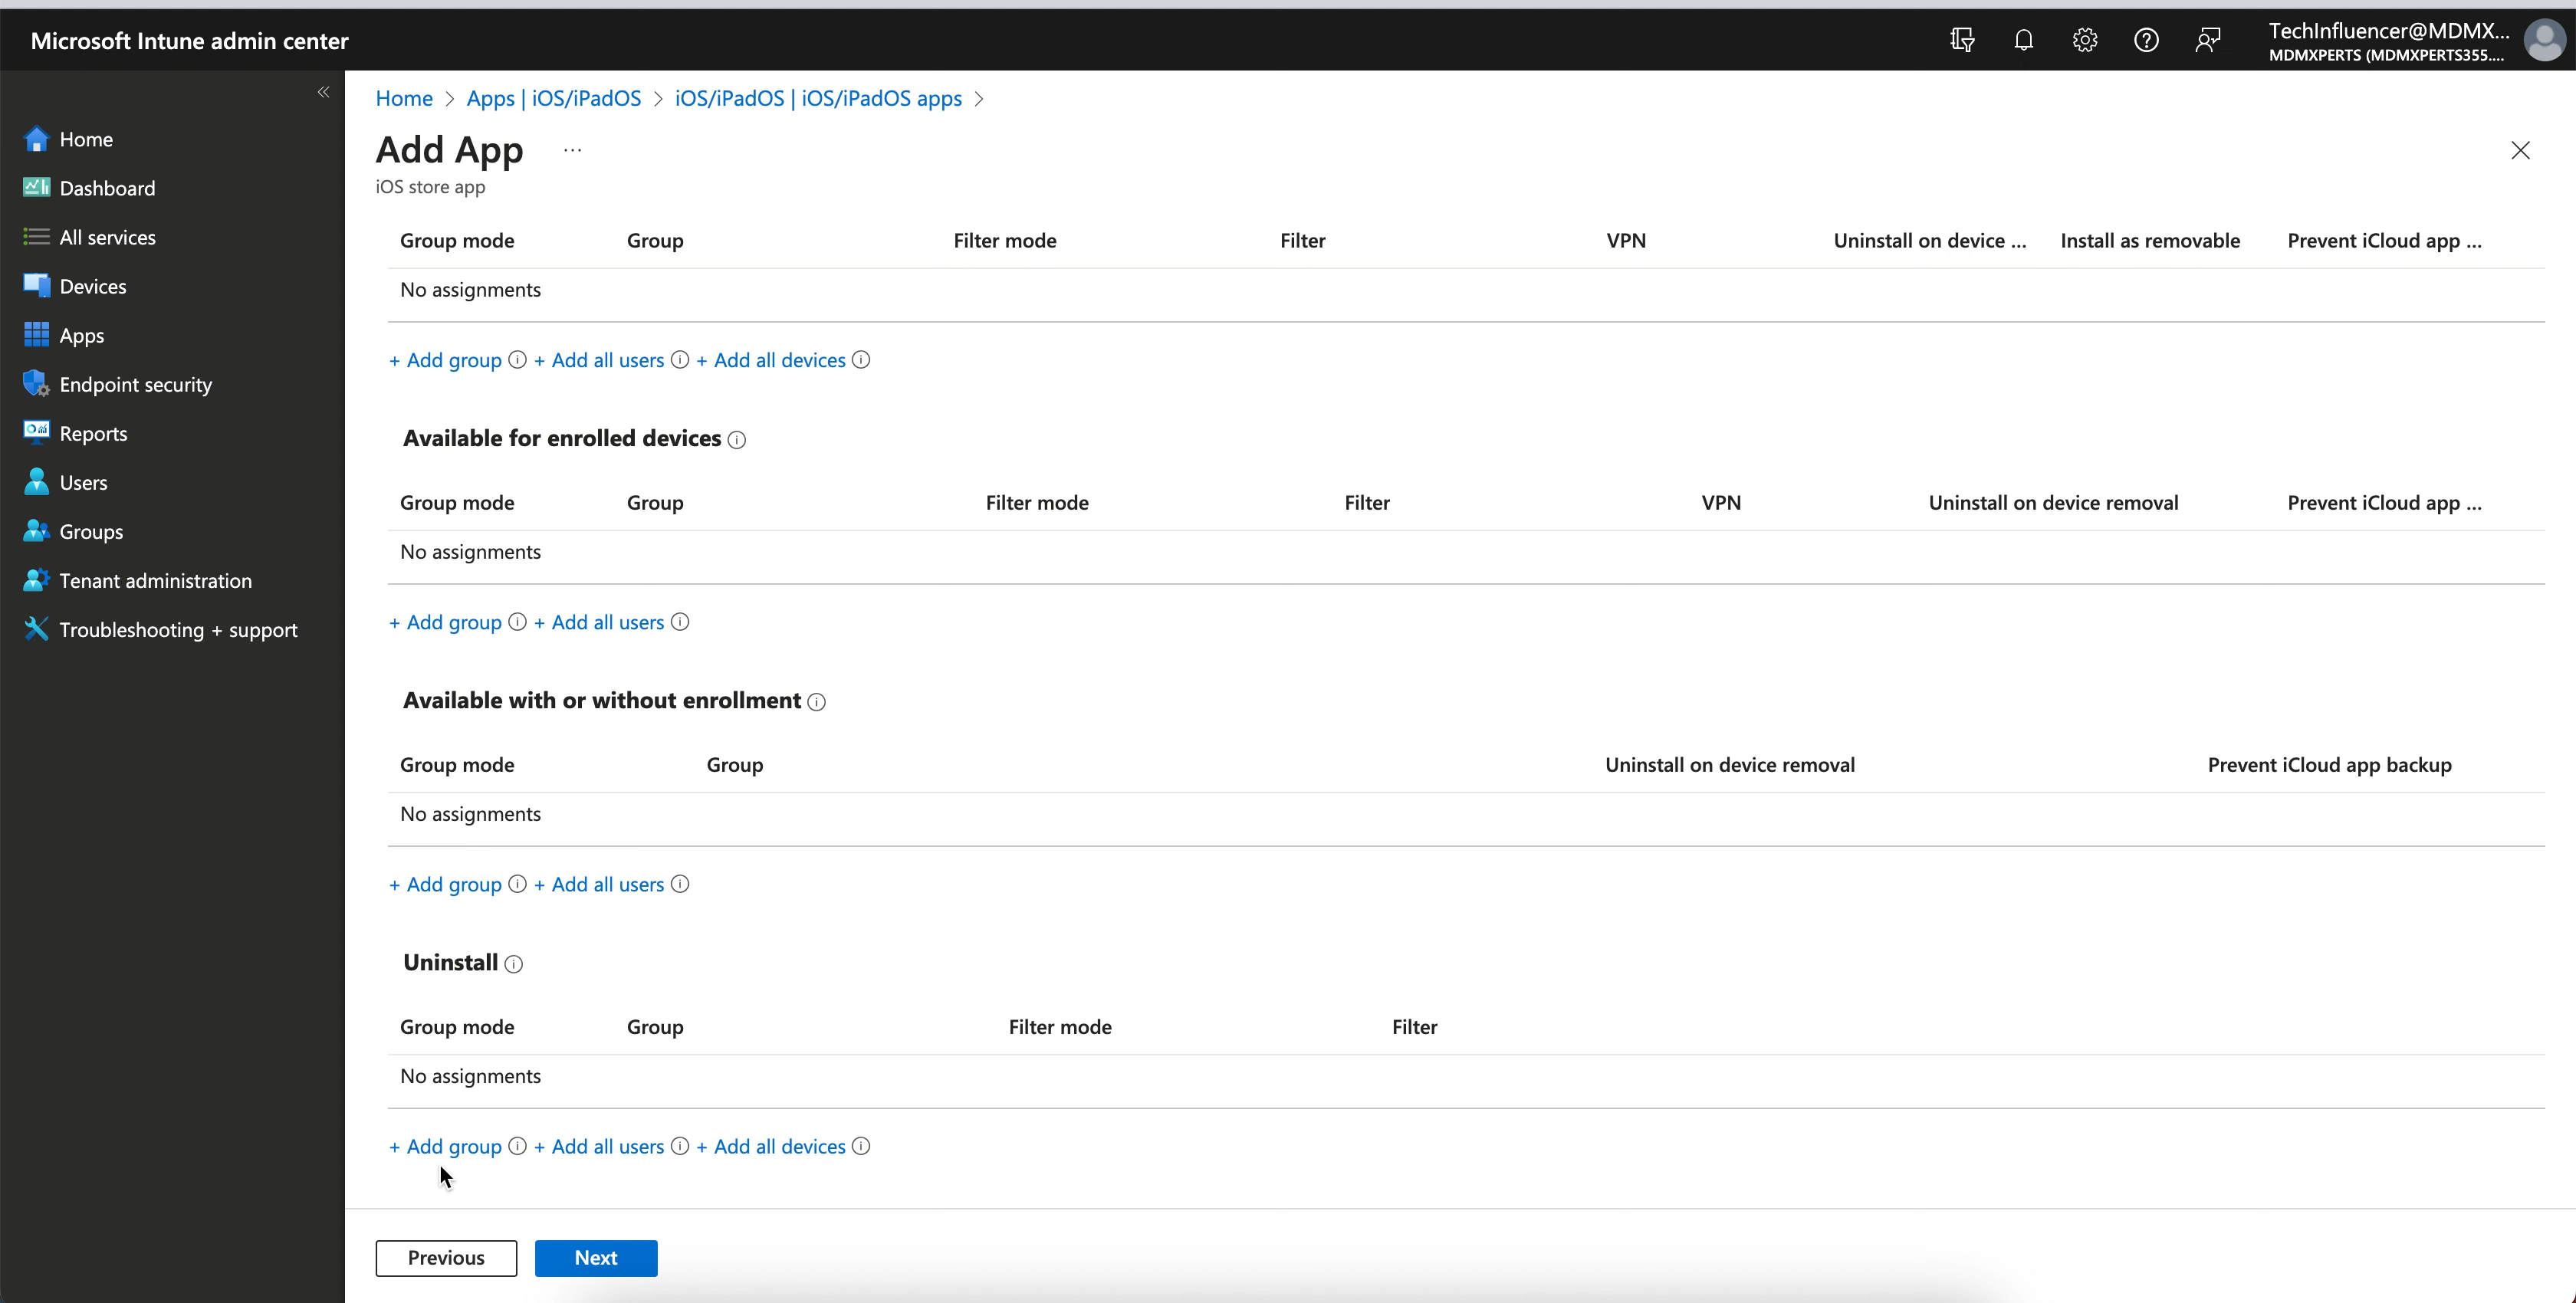 Microsoft Intune admin center
TechInfluencer@MDMX...
MDMXPERTS (MDMXPERTS355....
Home
Dashboard
All services
Devices
Apps
Endpoint security
Reports
Users
Groups
Tenant administration
Troubleshooting + support
Home > Apps | iOS/iPadOS > iOS/iPadOS | iOS/iPadOS apps >
Add App ...
iOS store app
Group mode Group Filter mode Filter VPN Uninstall on device ... Install as removable Prevent iCloud app ...
No assignments
+ Add group + Add all users + Add all devices
Available for enrolled devices
Group mode Group Filter mode Filter VPN Uninstall on device removal Prevent iCloud app ...
No assignments
+ Add group + Add all users
Available with or without enrollment
Group mode Group Uninstall on device removal Prevent iCloud app backup
No assignments
+ Add group + Add all users
Uninstall
Group mode Group Filter mode Filter
No assignments
+ Add group + Add all users + Add all devices
Previous Next